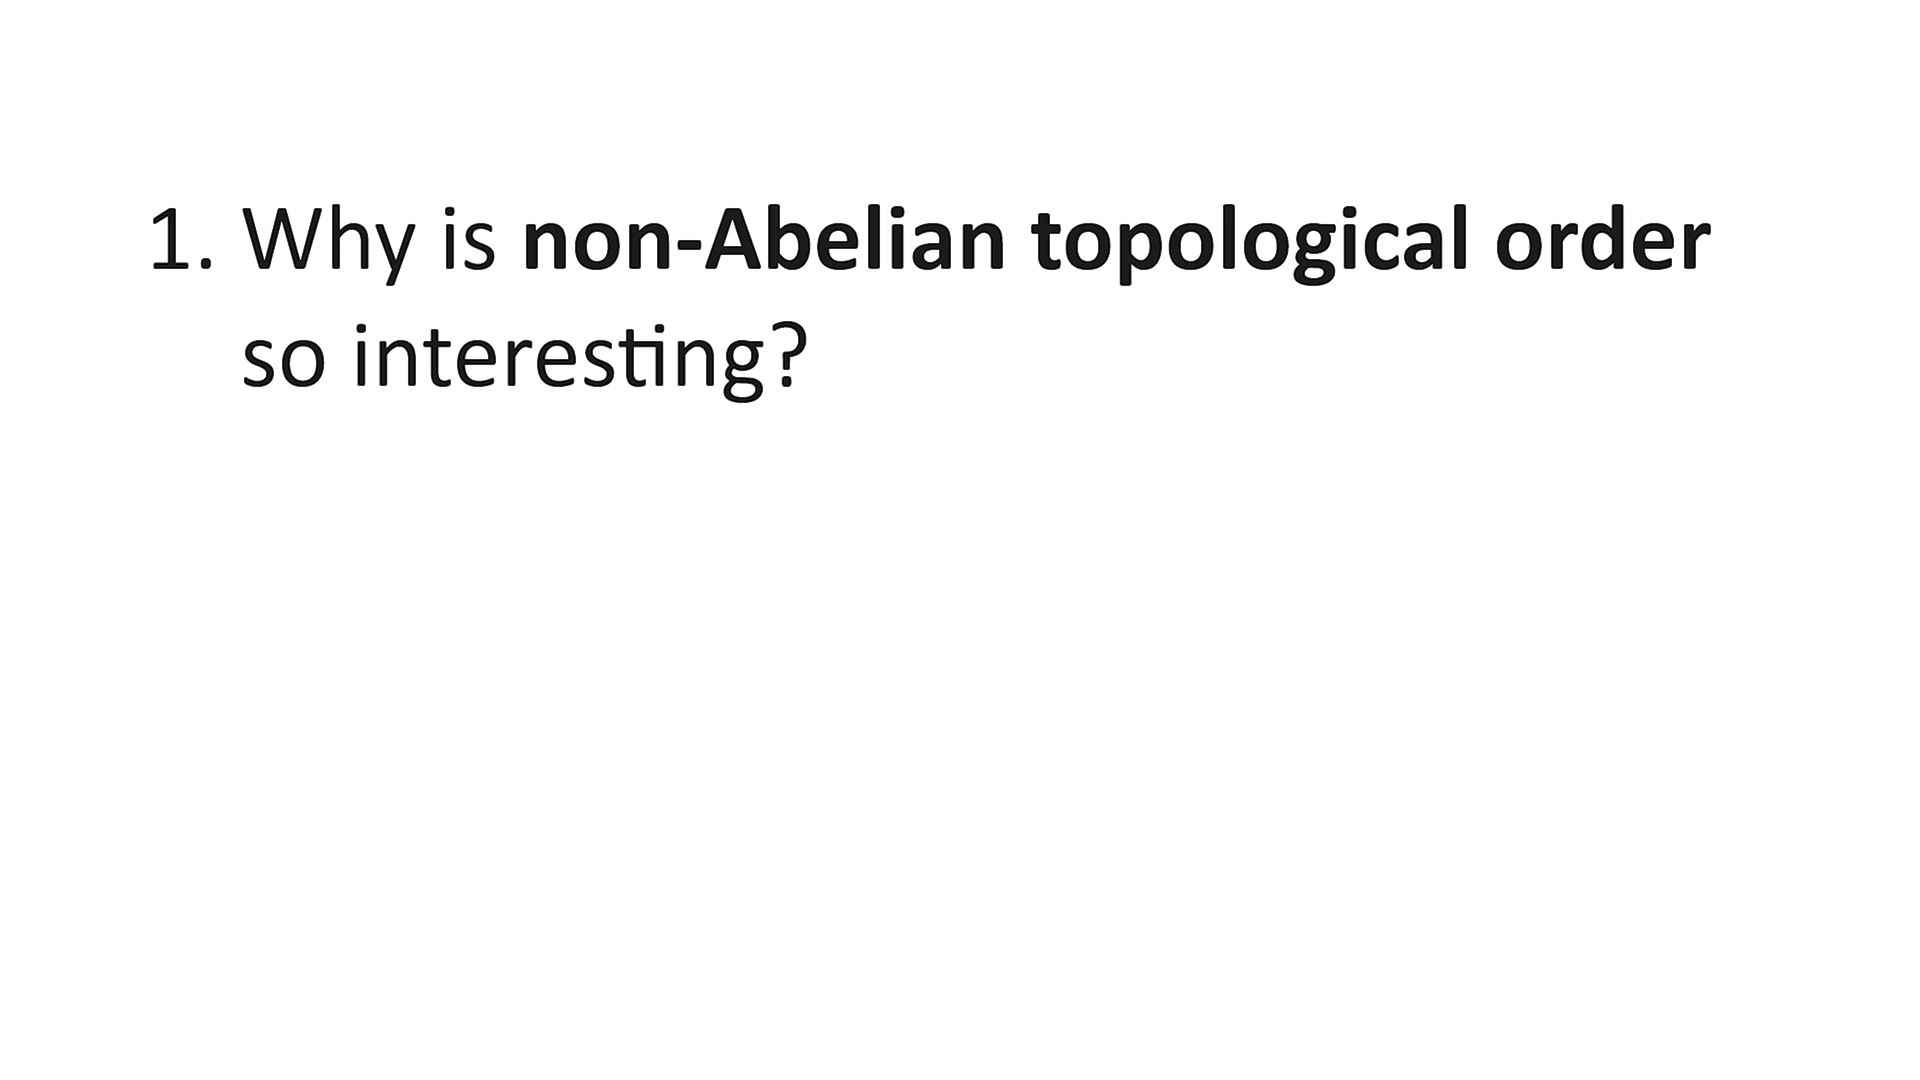 1. Why is non-Abelian topological order
so interesting?